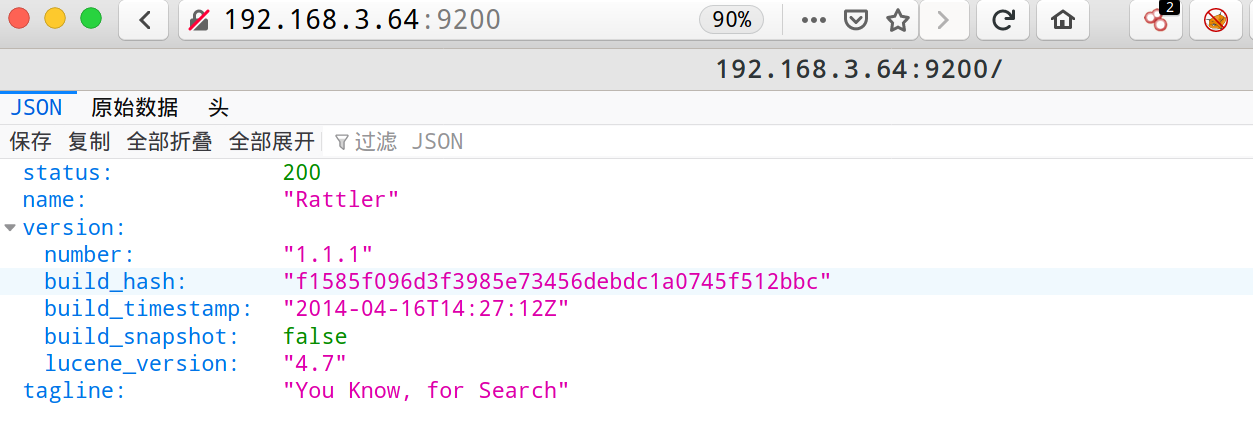 192.168.3.64:9200 90% 2
192.168.3.64:9200/
JSON 原始数据 头
保存 复制 全部折叠 全部展开 过滤 JSON
status: 200
name: "Rattler"
version:
number: "1.1.1"
build_hash: "f1585f096d3f3985e73456debdc1a0745f512bbc"
build_timestamp: "2014-04-16T14:27:12Z"
build_snapshot: false
lucene_version: "4.7"
tagline: "You Know, for Search"